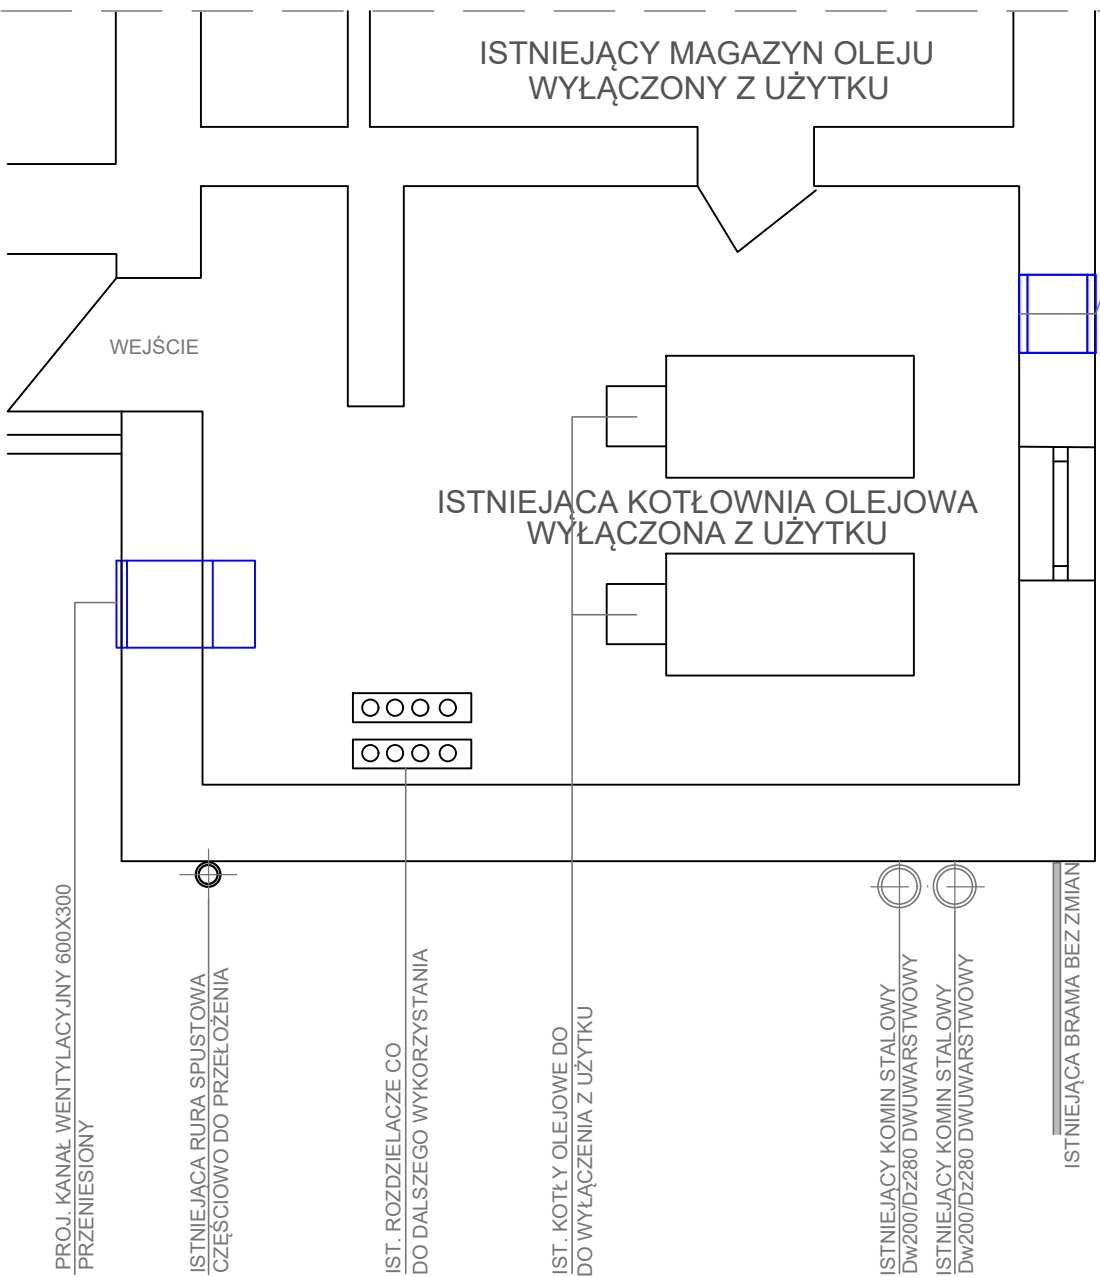 ISTNIEJĄCY MAGAZYN OLEJU
WYŁĄCZONY Z UŻYTKU
WEJŚCIE
ISTNIEJĄCA KOTŁOWNIA OLEJOWA
WYŁĄCZONA Z UŻYTKU
PROJ. KANAŁ WENTYLACYJNY 600X300
PRZENIESIONY
ISTNIEJĄCA RURA SPUSTOWA
CZĘŚCIOWO DO PRZEŁOŻENIA
IST. ROZDZIELACZE CO
DO DALSZEGO WYKORZYSTANIA
IST. KOTŁY OLEJOWE DO
DO WYŁĄCZENIA Z UŻYTKU
ISTNIEJĄCY KOMIN STALOWY
Dw200/Dz280 DWUWARSTWOWY
ISTNIEJĄCY KOMIN STALOWY
Dw200/Dz280 DWUWARSTWOWY
ISTNIEJĄCA BRAMA BEZ ZMIAN